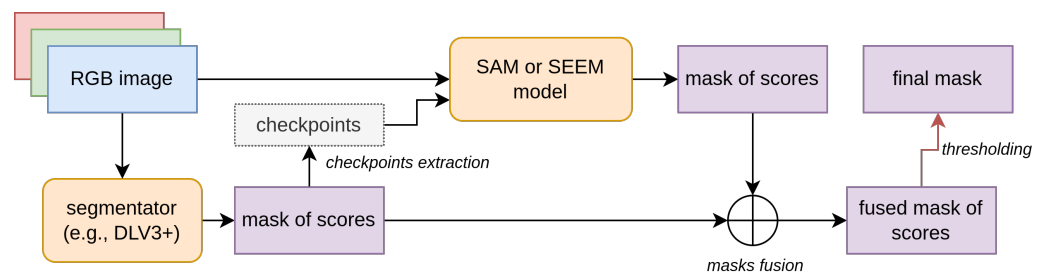 RGB image
SAM or SEEM
model
mask of scores
final mask
checkpoints
checkpoints extraction
thresholding
segmentator
(e.g., DLV3+)
mask of scores
fused mask of
scores
masks fusion